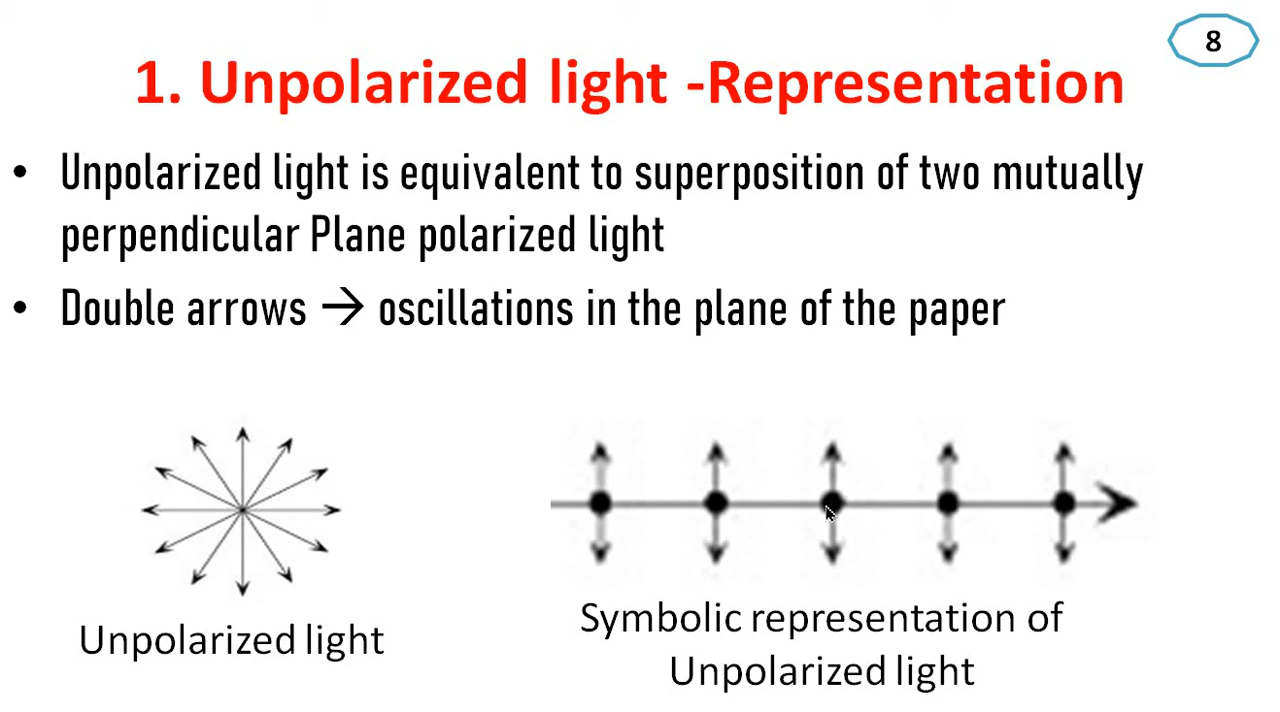 8
1. Unpolarized light -Representation
• Unpolarized light is equivalent to superposition of two mutually
perpendicular Plane polarized light
• Double arrows → oscillations in the plane of the paper
Unpolarized light
Symbolic representation of
Unpolarized light